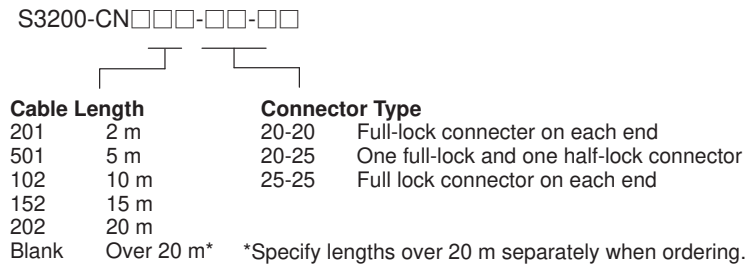 S3200-CN□□□-□□-□□
Cable Length Connector Type
201 2 m 20-20 Full-lock connecter on each end
501 5 m 20-25 One full-lock and one half-lock connector
102 10 m 25-25 Full lock connector on each end
152 15 m
202 20 m
Blank Over 20 m* *Specify lengths over 20 m separately when ordering.